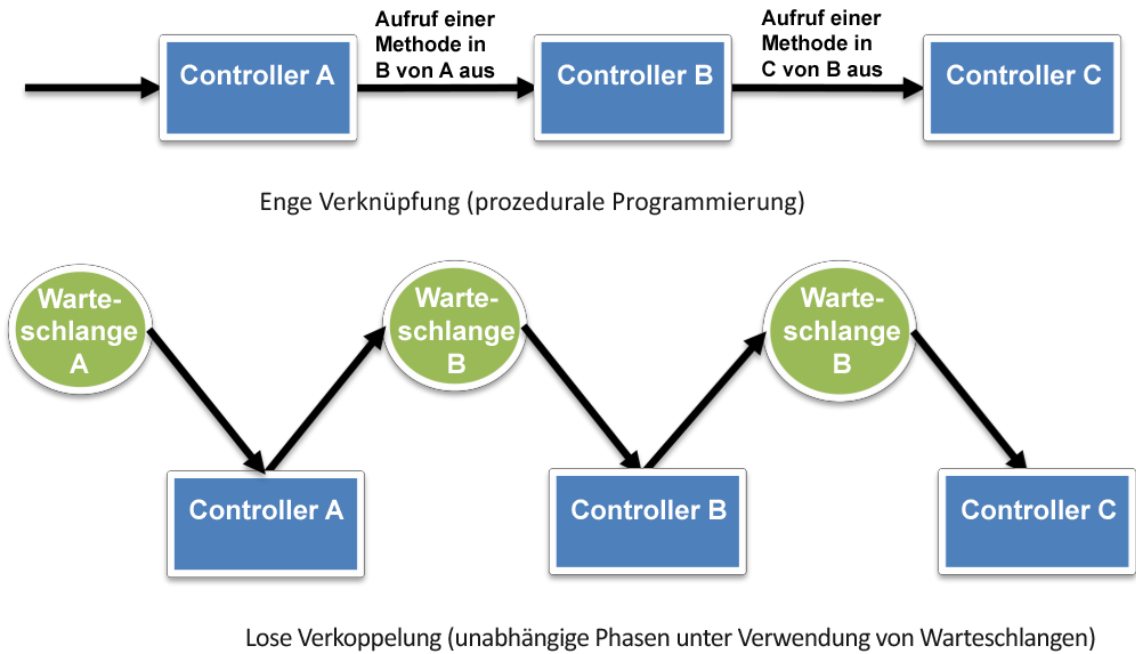 Controller A
Aufruf einer
Methode in
B von A aus
Controller B
Aufruf einer
Methode in
C von B aus
Controller C
Enge Verknüpfung (prozedurale Programmierung)
Warte-
schlange
A
Warte-
schlange
B
Warte-
schlange
B
Controller A
Controller B
Controller C
Lose Verkoppelung (unabhängige Phasen unter Verwendung von Warteschlangen)